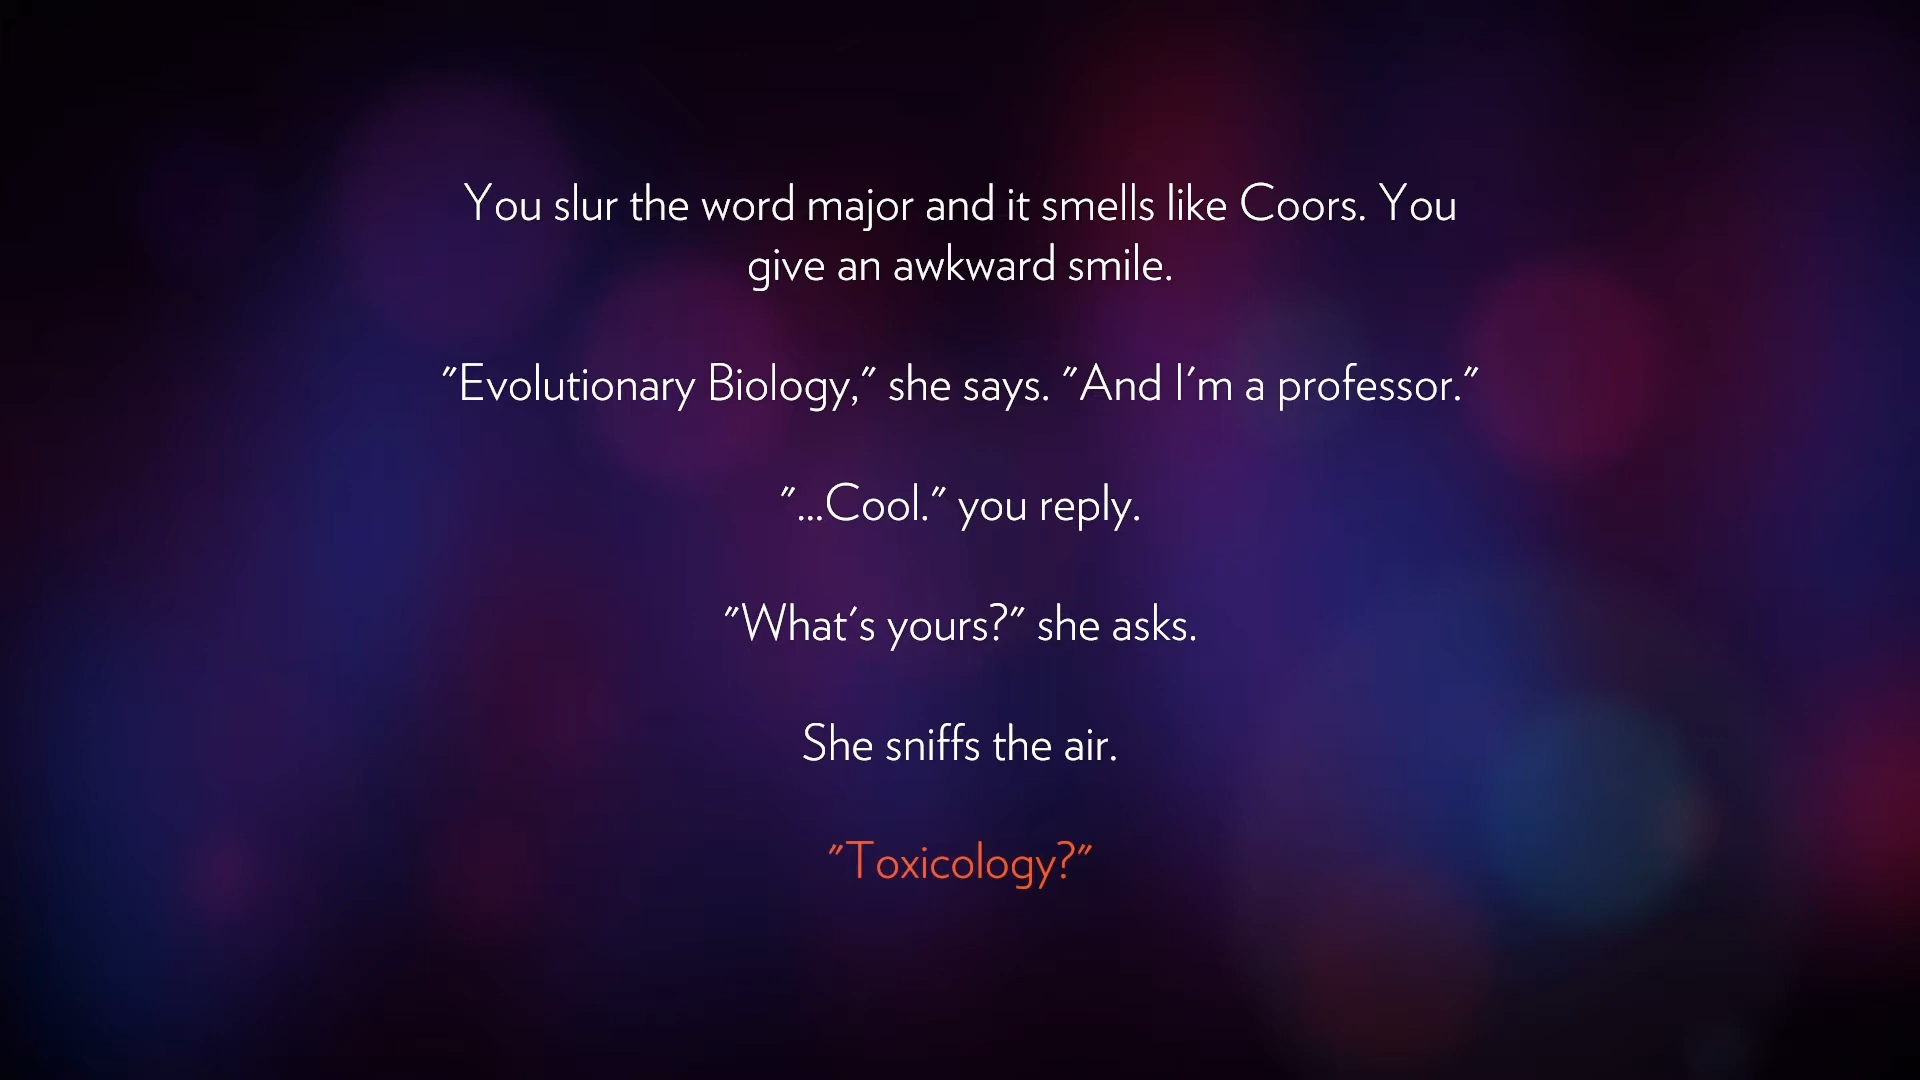 You slur the word major and it smells like Coors. You
give an awkward smile.
"Evolutionary Biology," she says. "And I'm a professor."
"...Cool." you reply.
"What's yours?" she asks.
She sniffs the air.
"Toxicology?"